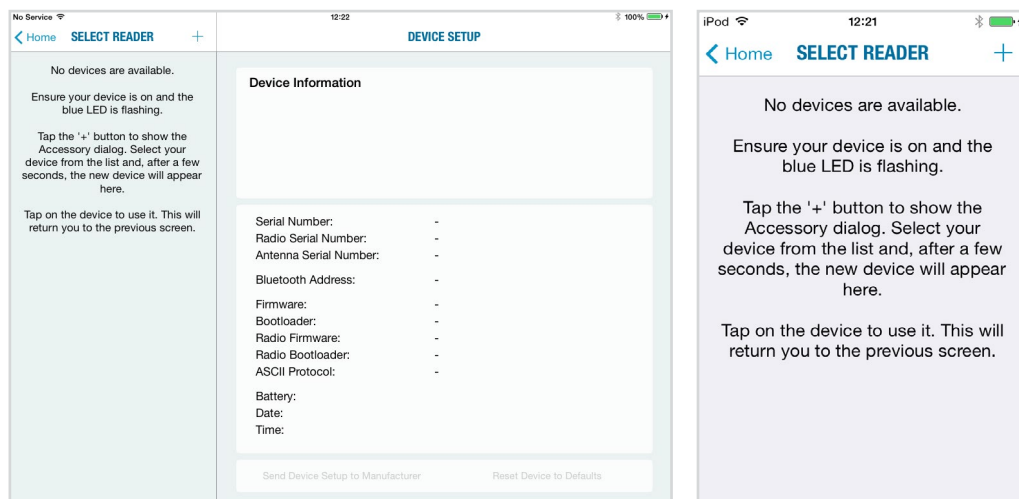 No Service 12:22 100%
Home SELECT READER + DEVICE SETUP
No devices are available.
Ensure your device is on and the
blue LED is flashing.
Tap the '+' button to show the
Accessory dialog. Select your
device from the list and, after a few
seconds, the new device will appear
here.
Tap on the device to use it. This will
return you to the previous screen.
Device Information
Serial Number: -
Radio Serial Number: -
Antenna Serial Number: -
Bluetooth Address: -
Firmware: -
Bootloader: -
Radio Firmware: -
Radio Bootloader: -
ASCII Protocol: -
Battery:
Date:
Time:
Send Device Setup to Manufacturer Reset Device to Defaults
iPod 12:21
Home SELECT READER +
No devices are available.
Ensure your device is on and the
blue LED is flashing.
Tap the '+' button to show the
Accessory dialog. Select your
device from the list and, after a few
seconds, the new device will appear
here.
Tap on the device to use it. This will
return you to the previous screen.